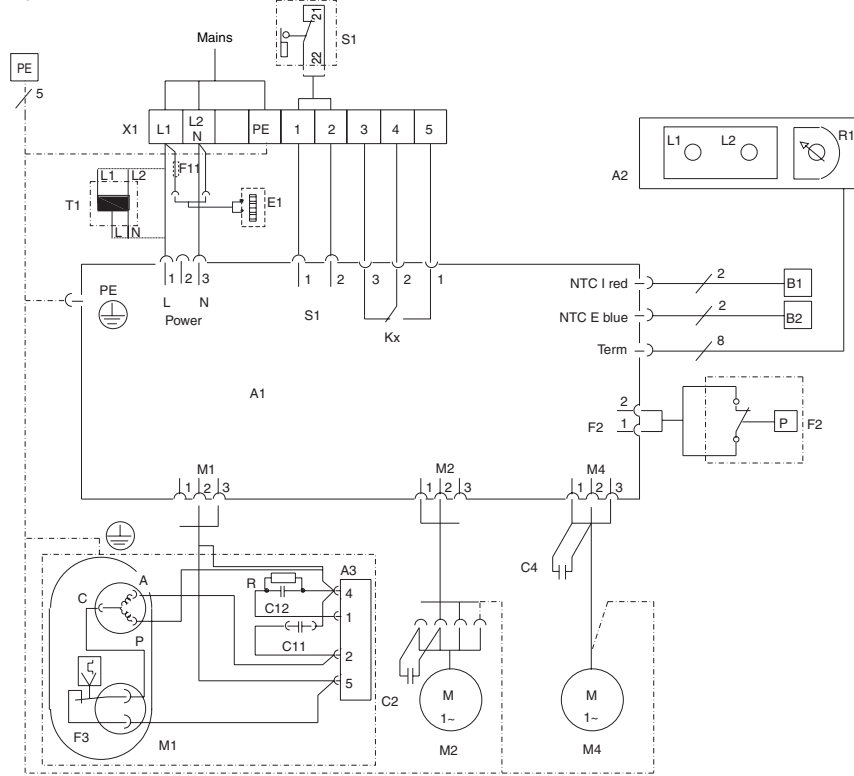 21
S1
22
Mains
PE
5
X1 L1 L2 N PE 1 2 3 4 5
F11
L1 L2
T1
L N
E1
L1 L2 R1
A2
1 2 3 1 2 3 2 1
PE L N
Power S1 Kx
NTC I red 2 B1
NTC E blue 2 B2
Term 8
A1
2
F2 1
P F2
M1 M2 M4
1 2 3 1 2 3 1 2 3
C4
A3
A R 4
C C12
1
P C11
2
5
C2
M
1~
M
1~
F3
M1
M2 M4